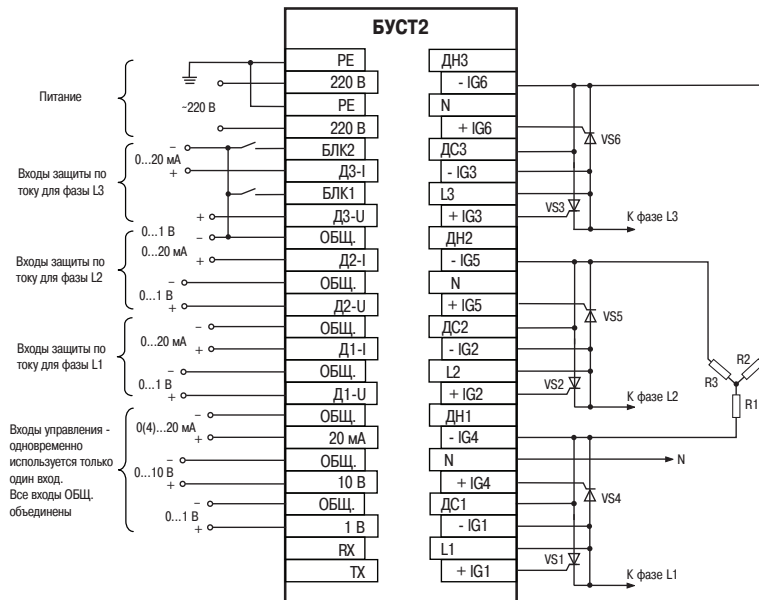 БУСТ2
PE
220 В
PE
220 В
БЛК2
Д3-I
БЛК1
Д3-U
ОБЩ.
Д2-I
ОБЩ.
Д2-U
ОБЩ.
Д1-I
ОБЩ.
Д1-U
ОБЩ.
20 мА
ОБЩ.
10 В
ОБЩ.
1 В
RX
TX
ДН3
- IG6
N
+ IG6
ДС3
- IG3
L3
+ IG3
ДН2
- IG5
N
+ IG5
ДС2
- IG2
L2
+ IG2
ДН1
- IG4
N
+ IG4
ДС1
- IG1
L1
+ IG1
Питание
~220 В
Входы защиты по
току для фазы L3
–
0...20 мА
+
+
0...1 В
–
Входы защиты по
току для фазы L2
0...20 мА
+
–
0...1 В
+
Входы защиты по
току для фазы L1
–
0...20 мА
+
–
0...1 В
+
Входы управления -
одновременно
используется только
один вход.
Все входы ОБЩ.
объединены
–
0(4)...20 мА
+
–
0...10 В
+
–
0...1 В
+
VS6
VS3
К фазе L3
VS5
VS2
К фазе L2
R3
R2
R1
N
VS4
VS1
К фазе L1